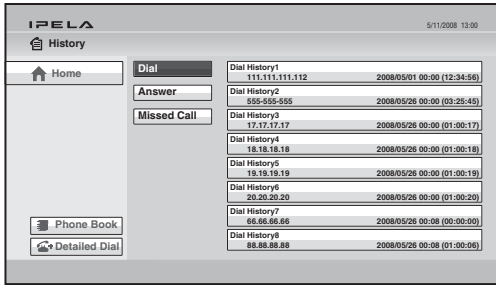 IPELA
5/11/2008 13:00
History
Home
Dial
Answer
Missed Call
Dial History1
111.111.111.112 2008/05/01 00:00 (12:34:56)
Dial History2
555-555-555 2008/05/26 00:00 (03:25:45)
Dial History3
17.17.17.17 2008/05/26 00:00 (01:00:17)
Dial History4
18.18.18.18 2008/05/26 00:00 (01:00:18)
Dial History5
19.19.19.19 2008/05/26 00:00 (01:00:19)
Dial History6
20.20.20.20 2008/05/26 00:00 (01:00:20)
Dial History7
66.66.66.66 2008/05/26 00:08 (00:00:00)
Dial History8
88.88.88.88 2008/05/26 00:08 (01:00:06)
Phone Book
Detailed Dial